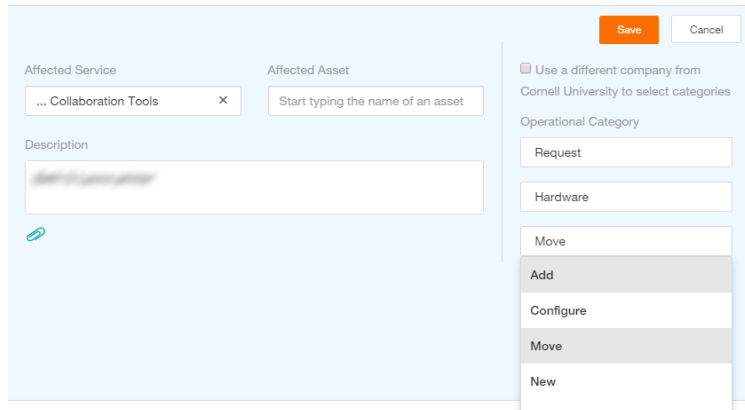 Save
Cancel
Affected Service
Affected Asset
Use a different company from
Cornell University to select categories
... Collaboration Tools ×
Start typing the name of an asset
Operational Category
Description
Request
Hardware
Move
Add
Configure
Move
New